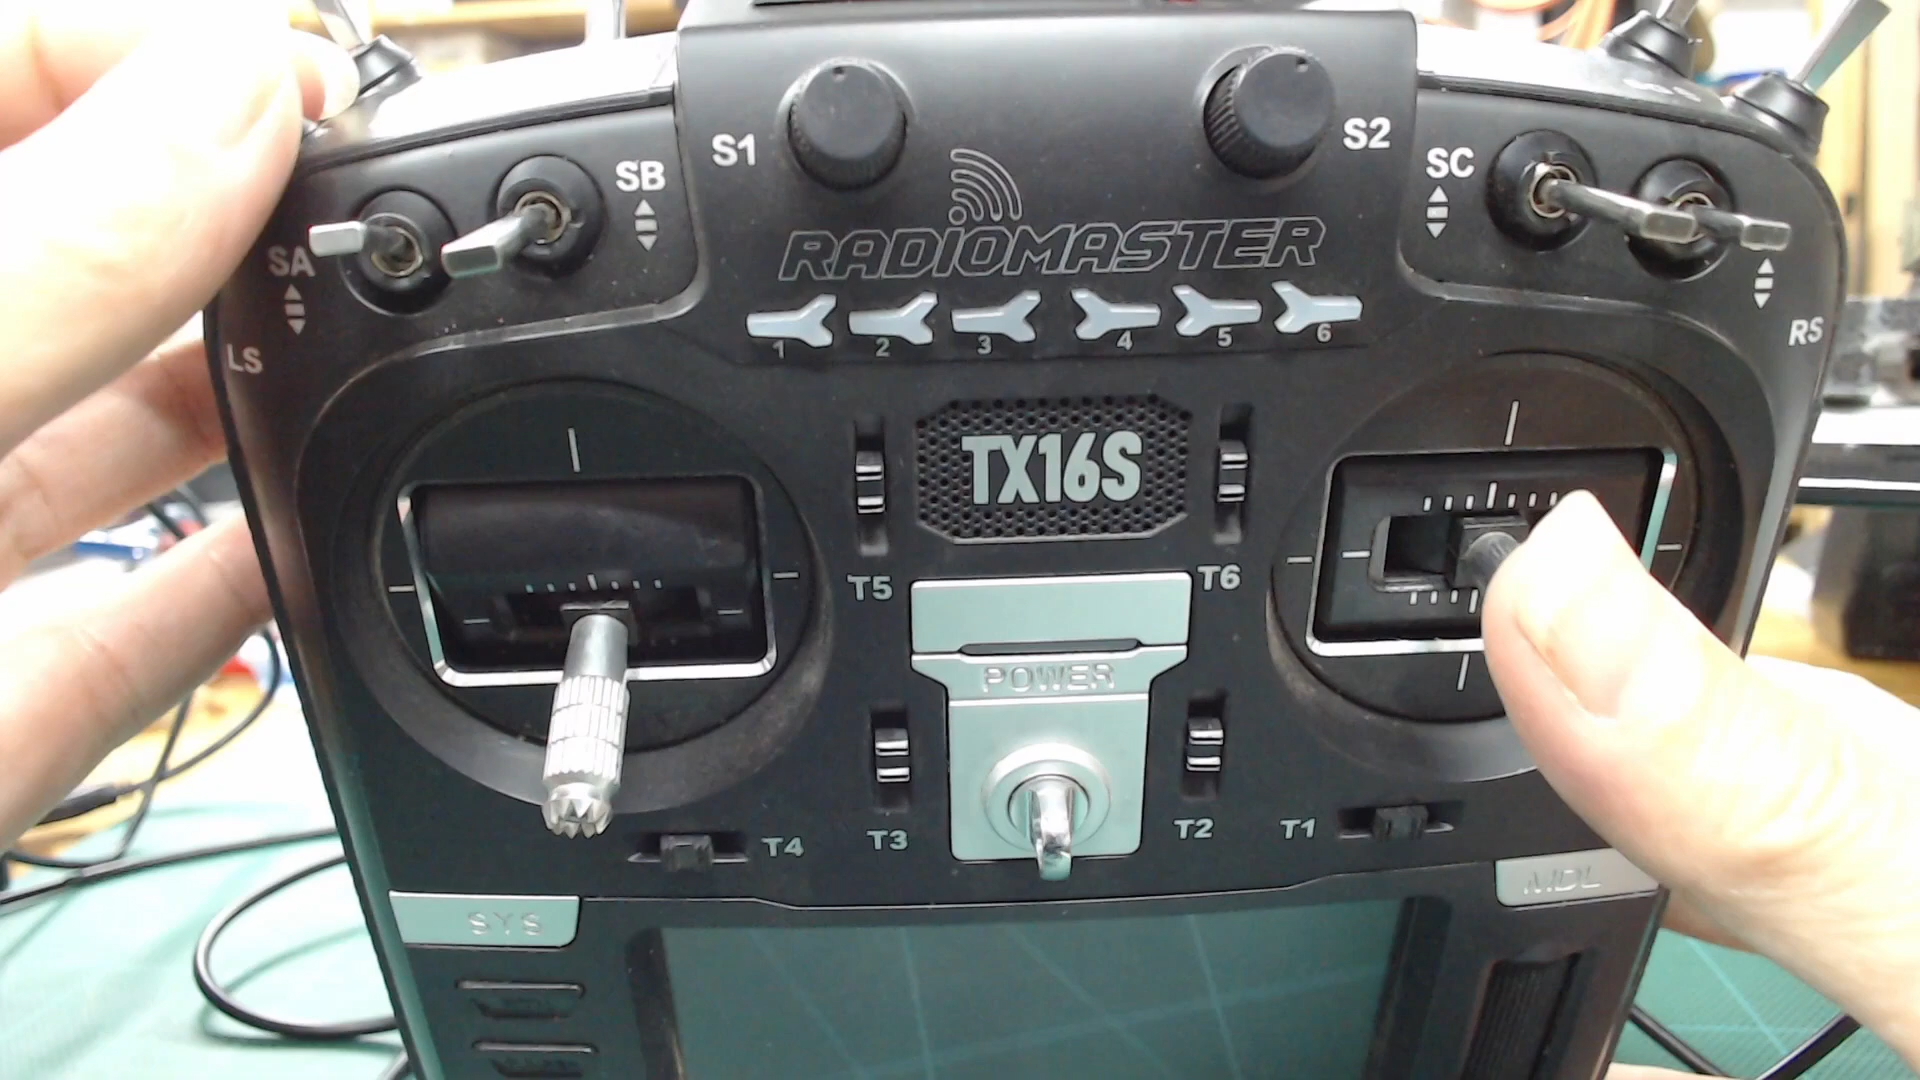 S1
S2
SB
SC
SA
RADIOMASTER
LS
1 2 3 4 5 6
RS
TX16S
T5
T6
POWER
T4
T3
T2
T1
SYS
MDL